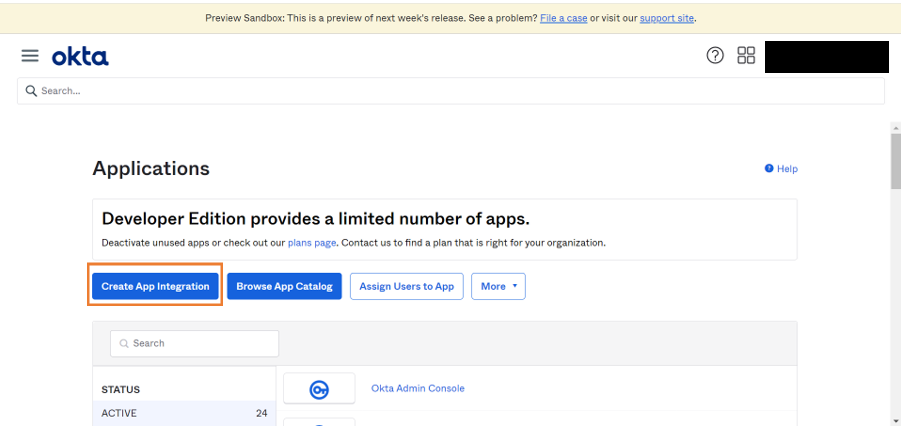 Preview Sandbox: This is a preview of next week's release. See a problem? File a case or visit our support site.
okta
Search...
Applications
Help
Developer Edition provides a limited number of apps.
Deactivate unused apps or check out our plans page. Contact us to find a plan that is right for your organization.
Create App Integration Browse App Catalog Assign Users to App More
Search
STATUS
Okta Admin Console
ACTIVE 24